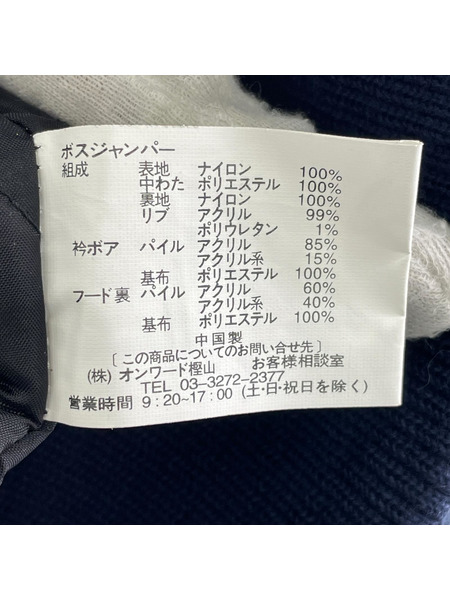 ボスジャンパー
組成 表地 ナイロン 100%
中わた ポリエステル 100%
裏地 ナイロン 100%
リブ アクリル 99%
ポリウレタン 1%
衿ボア パイル アクリル 85%
アクリル系 15%
基布 ポリエステル 100%
フード裏 パイル アクリル 60%
アクリル系 40%
基布 ポリエステル 100%
中国製
[ この商品についてのお問い合せ先 ]
(株) オンワード樫山 お客様相談室
TEL 03-3272-2377
営業時間 9:20~17:00 (土・日・祝日を除く)